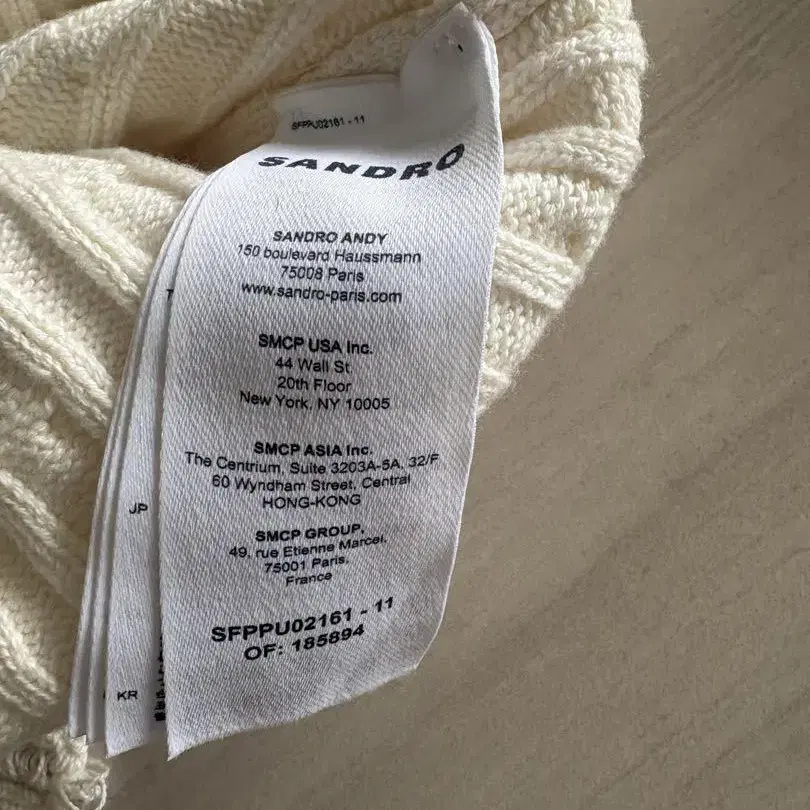 SFPPU02161 - 11
SANDRO
SANDRO ANDY
150 boulevard Haussmann
75008 Paris
www.sandro-paris.com
SMCP USA Inc.
44 Wall St.
20th Floor
New York, NY 10005
SMCP ASIA Inc.
The Centrium, Suite 3203A-5A, 32/F
60 Wyndham Street, Central
HONG-KONG
SMCP GROUP.
49, rue Etienne Marcel,
75001 Paris,
France
SFPPU02161 - 11
OF: 185894
JP
KR